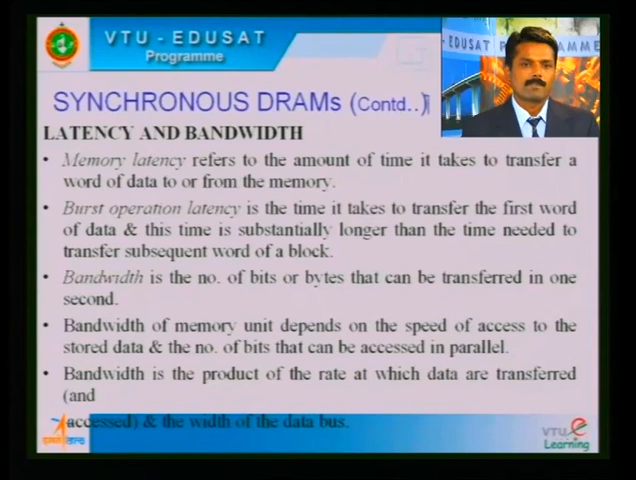 VTU - EDUSAT
Programme
- EDUSAT P
MME
SYNCHRONOUS DRAMs (Contd..)
LATENCY AND BANDWIDTH
• Memory latency refers to the amount of time it takes to transfer a
word of data to or from the memory.
• Burst operation latency is the time it takes to transfer the first word
of data & this time is substantially longer than the time needed to
transfer subsequent word of a block.
• Bandwidth is the no. of bits or bytes that can be transferred in one
second.
• Bandwidth of memory unit depends on the speed of access to the
stored data & the no. of bits that can be accessed in parallel.
• Bandwidth is the product of the rate at which data are transferred
(and
accessed) & the width of the data bus.
VTU e
Learning